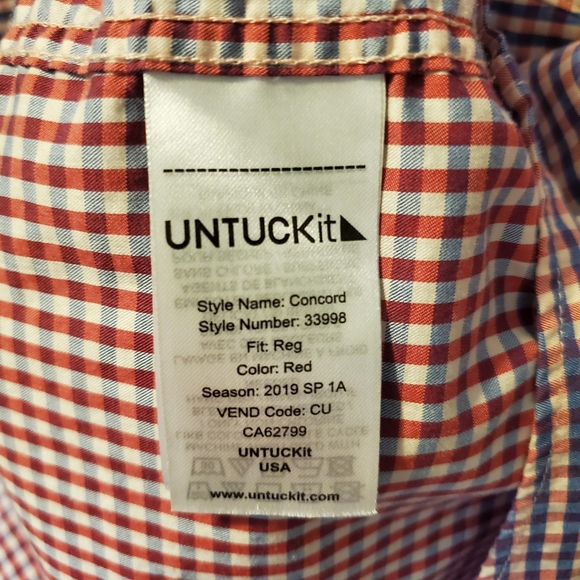 UNTUCKit
Style Name: Concord
Style Number: 33998
Fit: Reg
Color: Red
Season: 2019 SP 1A
VEND Code: CU
CA62799
UNTUCKit
USA
www.untuckit.com